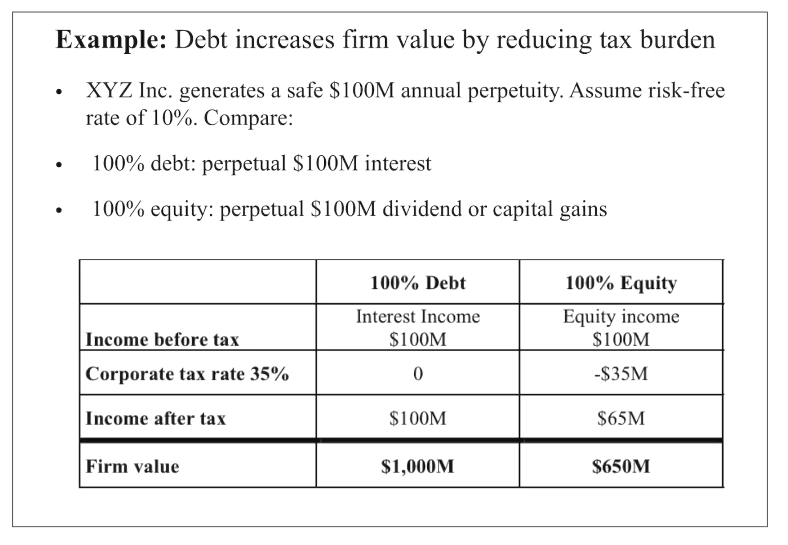 Example: Debt increases firm value by reducing tax burden
• XYZ Inc. generates a safe $100M annual perpetuity. Assume risk-free
rate of 10%. Compare:
• 100% debt: perpetual $100M interest
• 100% equity: perpetual $100M dividend or capital gains
100% Debt 100% Equity
Interest Income Equity income
Income before tax $100M $100M
Corporate tax rate 35% 0 -$35M
Income after tax $100M $65M
Firm value $1,000M $650M